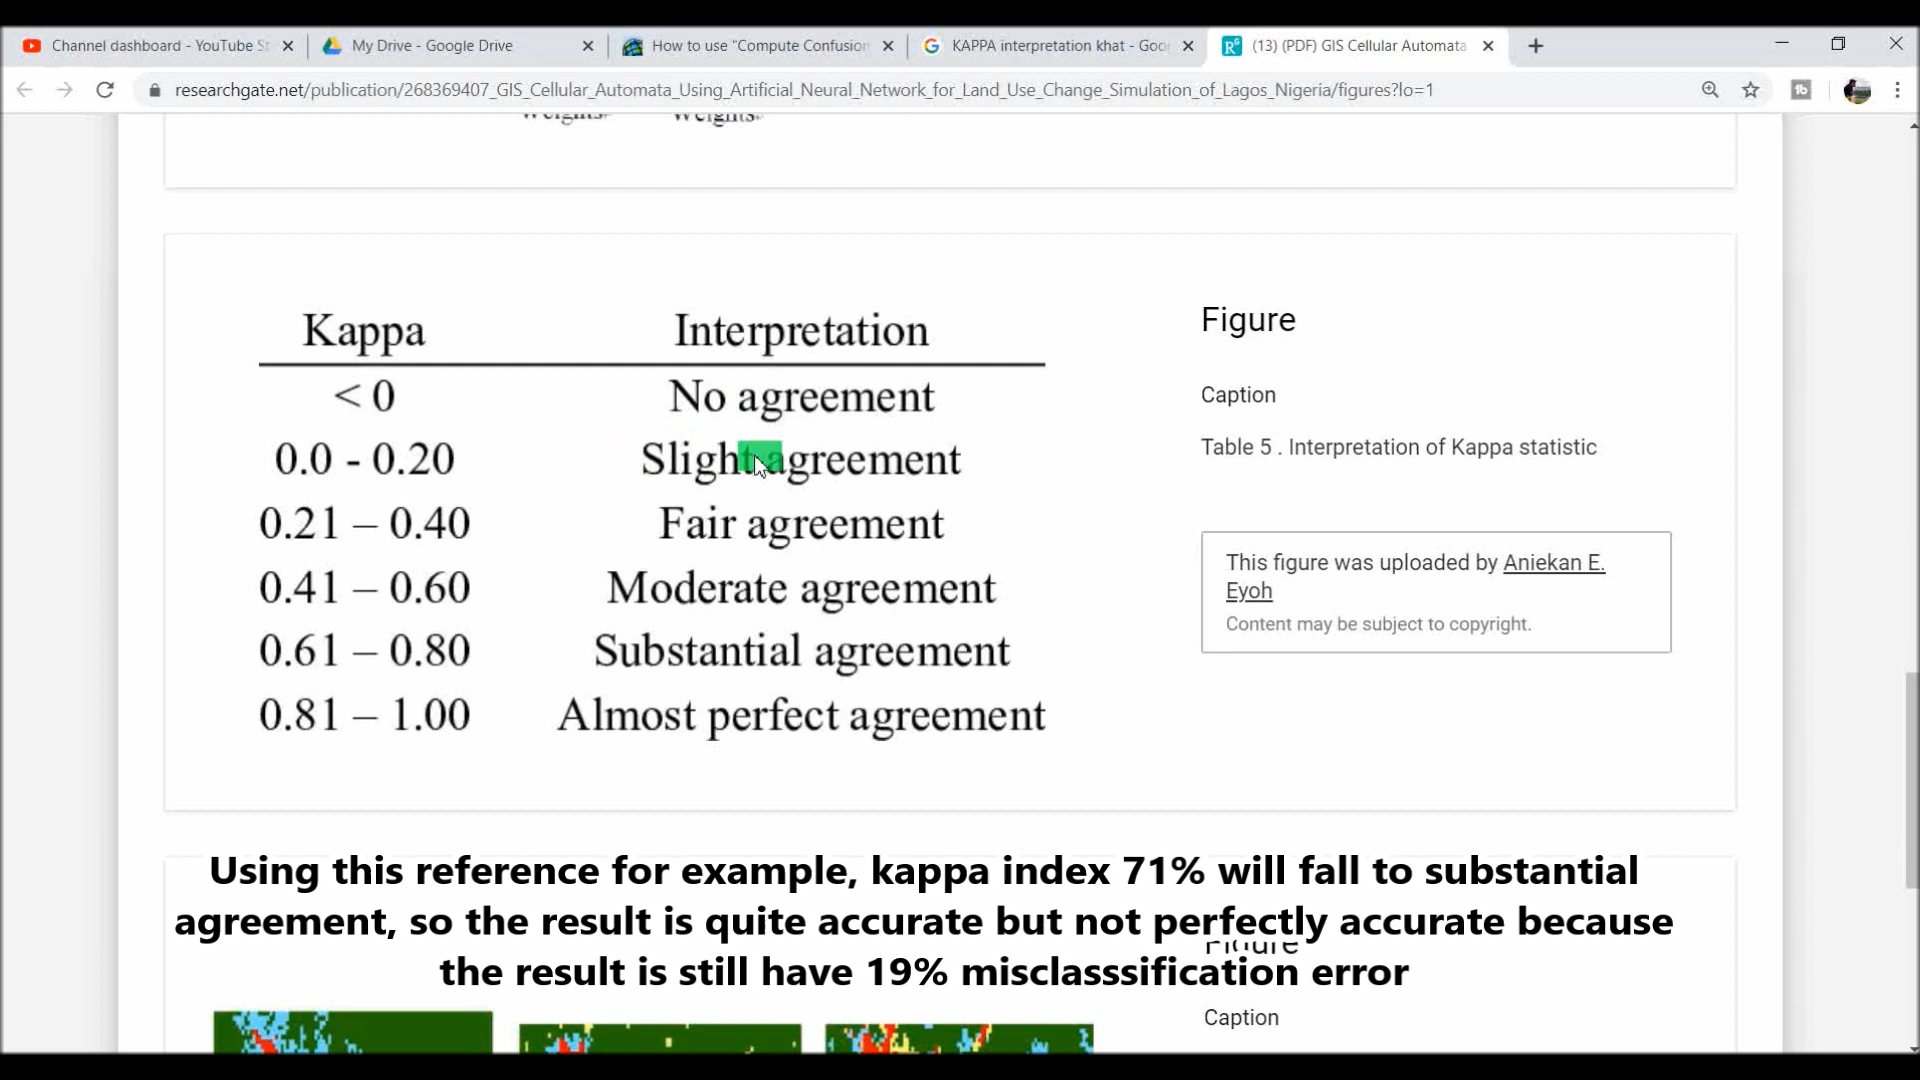 Channel dashboard - YouTube St
My Drive - Google Drive
How to use "Compute Confusion
KAPPA interpretation khat - Goo
(13) (PDF) GIS Cellular Automata
researchgate.net/publication/268369407_GIS_Cellular_Automata_Using_Artificial_Neural_Network_for_Land_Use_Change_Simulation_of_Lagos_Nigeria/figures?lo=1
Weights Weights
Kappa Interpretation
< 0 No agreement
0.0 - 0.20 Slight agreement
0.21 – 0.40 Fair agreement
0.41 – 0.60 Moderate agreement
0.61 – 0.80 Substantial agreement
0.81 – 1.00 Almost perfect agreement
Figure
Caption
Table 5 . Interpretation of Kappa statistic
This figure was uploaded by Aniekan E.
Eyoh
Content may be subject to copyright.
Using this reference for example, kappa index 71% will fall to substantial
agreement, so the result is quite accurate but not perfectly accurate because
the result is still have 19% misclasssification error
Figure
Caption